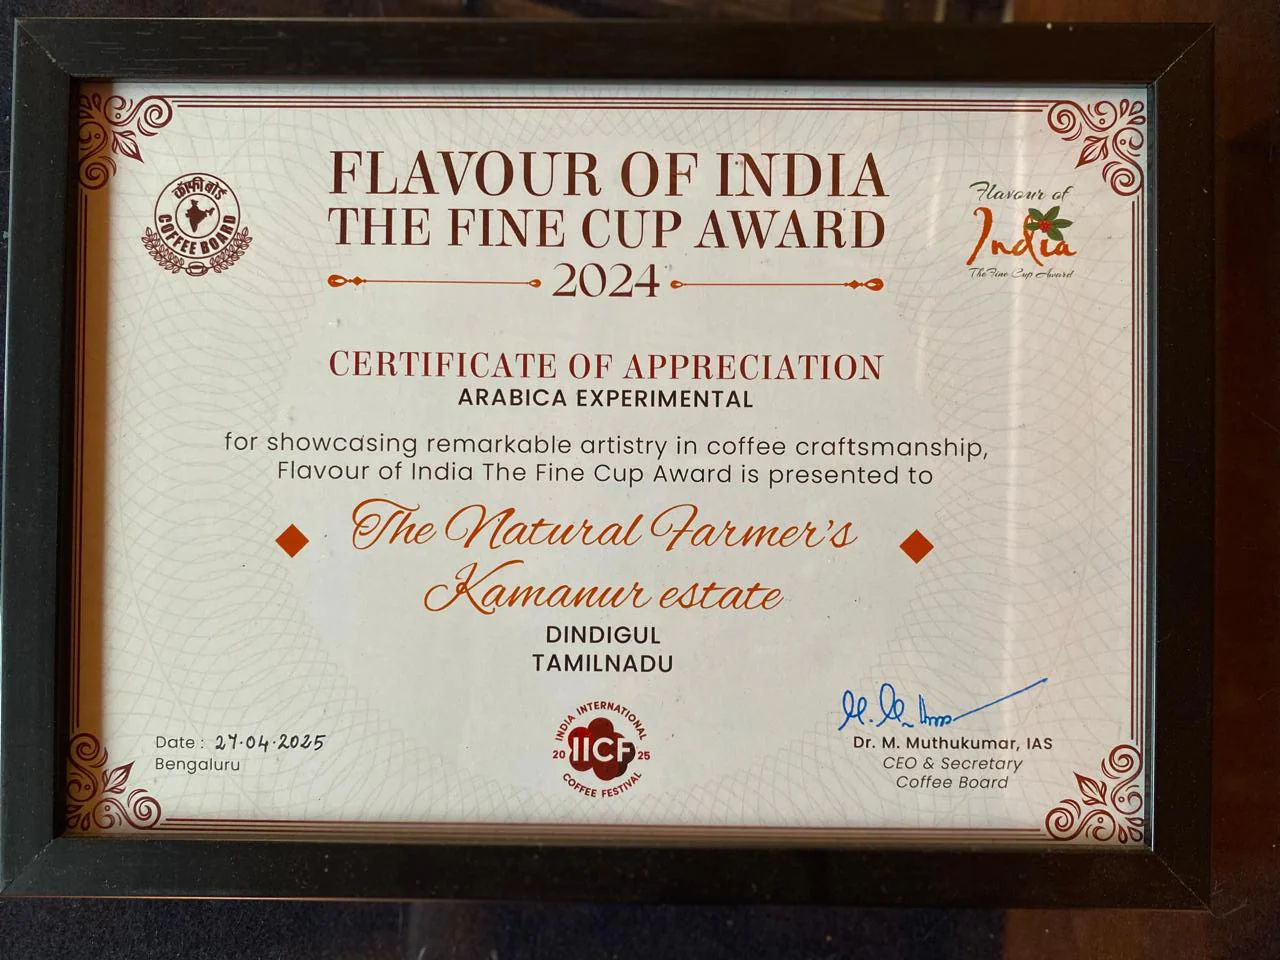 FLAVOUR OF INDIA
THE FINE CUP AWARD
2024
कॉफी बोर्ड
COFFEE BOARD
Flavour of
India
The Fine Cup Award
CERTIFICATE OF APPRECIATION
ARABICA EXPERIMENTAL
for showcasing remarkable artistry in coffee craftsmanship,
Flavour of India The Fine Cup Award is presented to
The Natural Farmer's
Kamanur estate
DINDIGUL
TAMILNADU
Date : 27.04.2025
Bengaluru
INDIA INTERNATIONAL
20 IICF 25
COFFEE FESTIVAL
Dr. M. Muthukumar, IAS
CEO & Secretary
Coffee Board